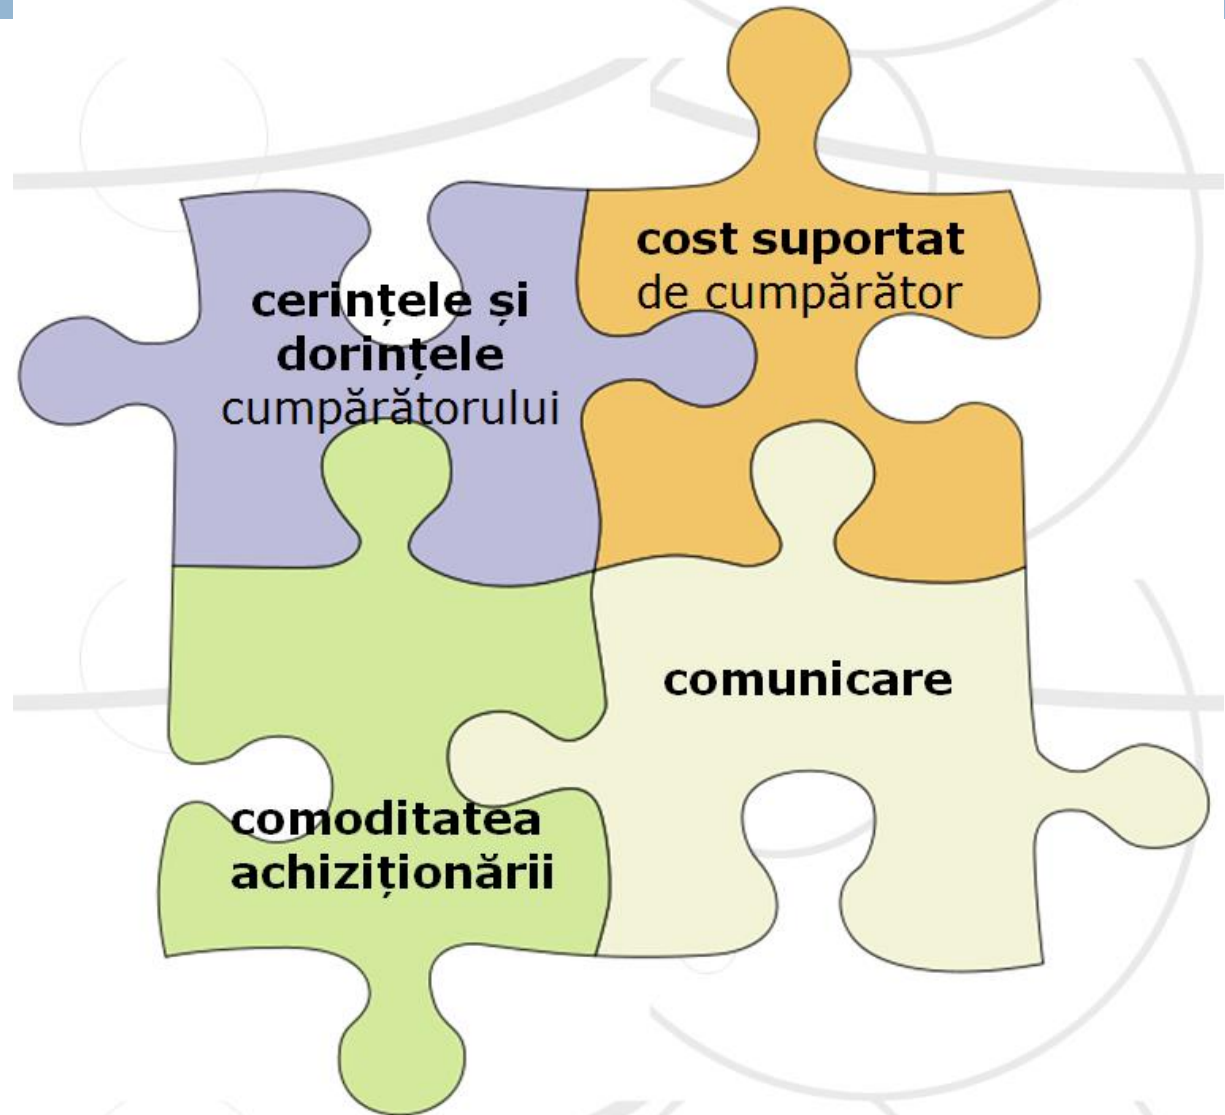 cerințele și
dorințele
cumpărătorului
cost suportat
de cumpărător
comoditatea
achiziționării
comunicare